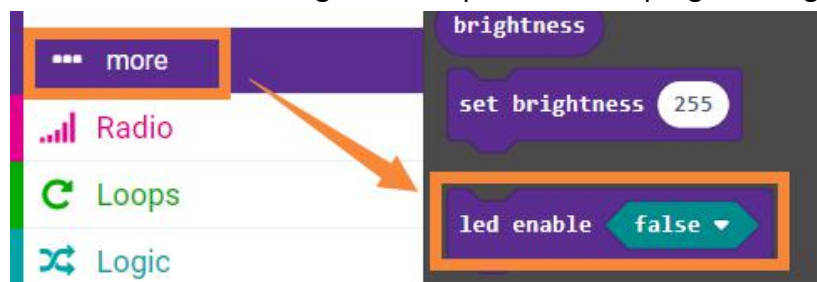 more
Radio
Loops
Logic
brightness
set brightness 255
led enable false